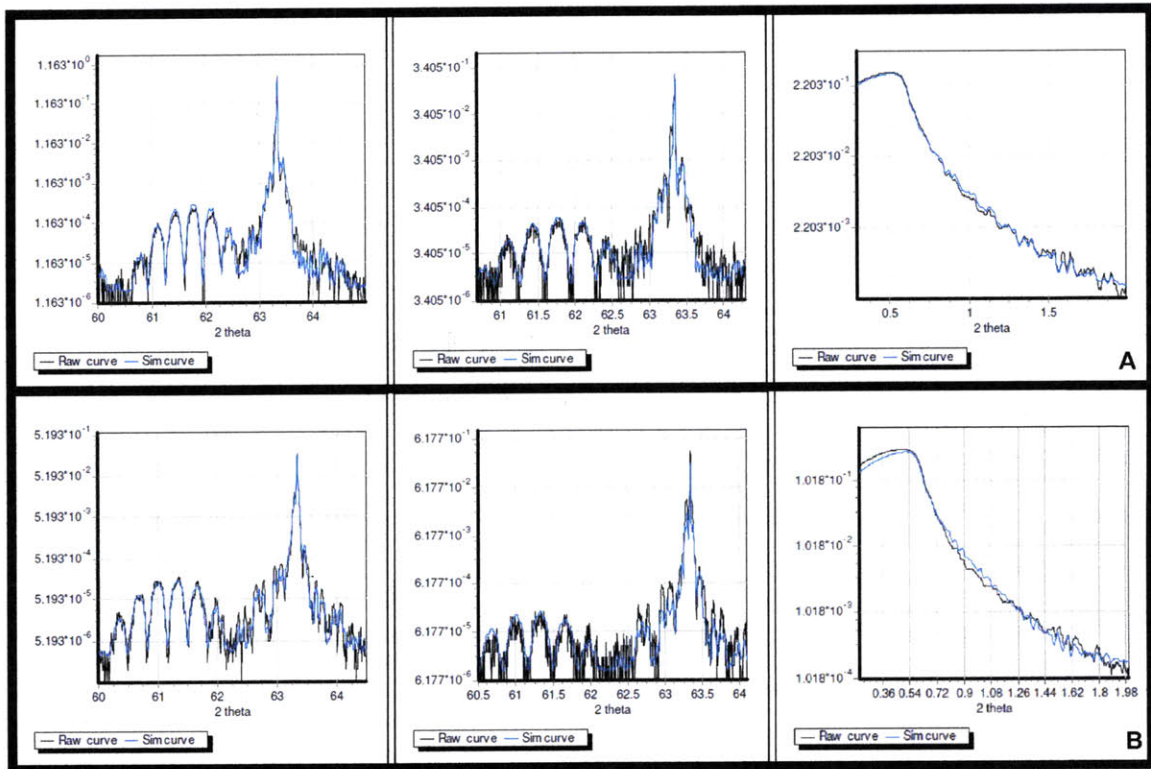 1.163*10^0
1.163*10^-1
1.163*10^-2
1.163*10^-3
1.163*10^-4
1.163*10^-5
1.163*10^-6
60 61 62 63 64
2 theta
Raw curve Sim curve
3.405*10^-1
3.405*10^-2
3.405*10^-3
3.405*10^-4
3.405*10^-5
3.405*10^-6
61 61.5 62 62.5 63 63.5 64
2 theta
Raw curve Sim curve
2.203*10^-1
2.203*10^-2
2.203*10^-3
0.5 1 1.5
2 theta
Raw curve Sim curve
A
5.193*10^-1
5.193*10^-2
5.193*10^-3
5.193*10^-4
5.193*10^-5
5.193*10^-6
60 61 62 63 64
2 theta
Raw curve Sim curve
6.177*10^-1
6.177*10^-2
6.177*10^-3
6.177*10^-4
6.177*10^-5
6.177*10^-6
60.5 61 61.5 62 62.5 63 63.5 64
2 theta
Raw curve Sim curve
1.018*10^-1
1.018*10^-2
1.018*10^-3
1.018*10^-4
0.36 0.54 0.72 0.9 1.08 1.26 1.44 1.62 1.8 1.98
2 theta
Raw curve Sim curve
B